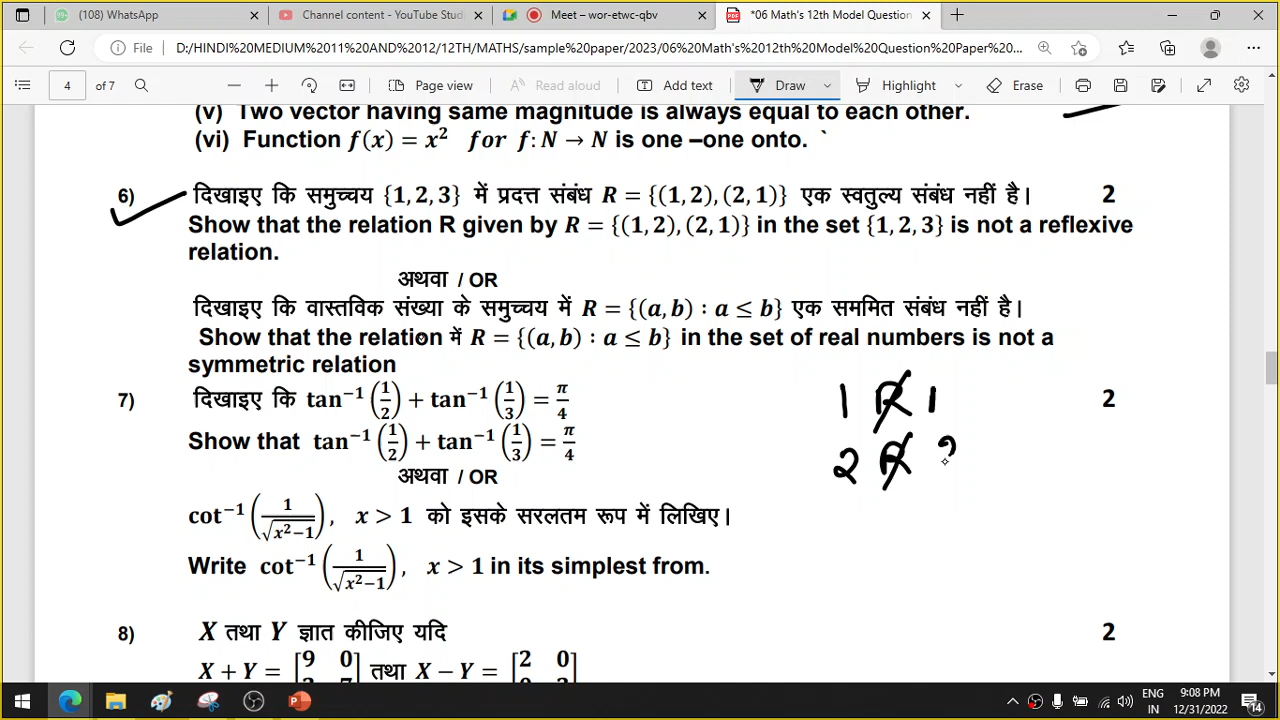 (108) WhatsApp
Channel content - YouTube Stud
Meet – wor-etwc-qbv
*06 Math's 12th Model Question
File
D:/HINDI%20MEDIUM%2011%20AND%2012/12TH/MATHS/sample%20paper/2023/06%20Math's%2012th%20Model%20Question%20Paper%20...
4 of 7
Page view
Read aloud
Add text
Draw
Highlight
Erase
(v) Two vector having same magnitude is always equal to each other.
(vi) Function f(x) = x² for f: N → N is one –one onto. `
6) दिखाइए कि समुच्चय {1, 2, 3} में प्रदत्त संबंध R = {(1, 2), (2, 1)} एक स्वतुल्य संबंध नहीं है। 2
Show that the relation R given by R = {(1, 2), (2, 1)} in the set {1, 2, 3} is not a reflexive
relation.
अथवा / OR
दिखाइए कि वास्तविक संख्या के समुच्चय में R = {(a, b) : a ≤ b} एक सममित संबंध नहीं है।
Show that the relation में R = {(a, b) : a ≤ b} in the set of real numbers is not a
symmetric relation
7) दिखाइए कि tan⁻¹(1/2) + tan⁻¹(1/3) = π/4 2
1 R̸ 1
Show that tan⁻¹(1/2) + tan⁻¹(1/3) = π/4
2 R̸
अथवा / OR
cot⁻¹(1/√(x²−1)), x > 1 को इसके सरलतम रूप में लिखिए।
Write cot⁻¹(1/√(x²−1)), x > 1 in its simplest from.
8) X तथा Y ज्ञात कीजिए यदि 2
X + Y = [9 0 तथा X − Y = [2 0
ENG
IN
9:08 PM
12/31/2022
14